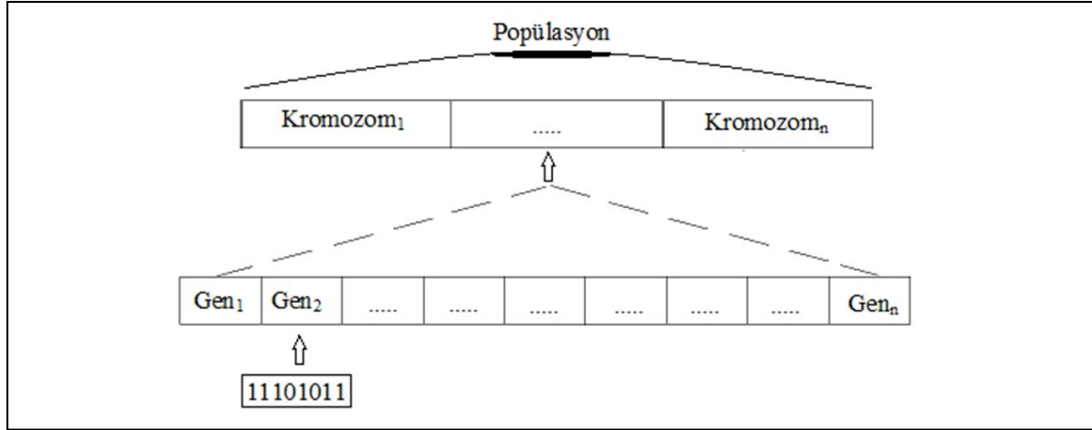 Popülasyon
Kromozom₁ ..... Kromozomₙ
Gen₁ Gen₂ ..... ..... ..... ..... ..... ..... Genₙ
11101011